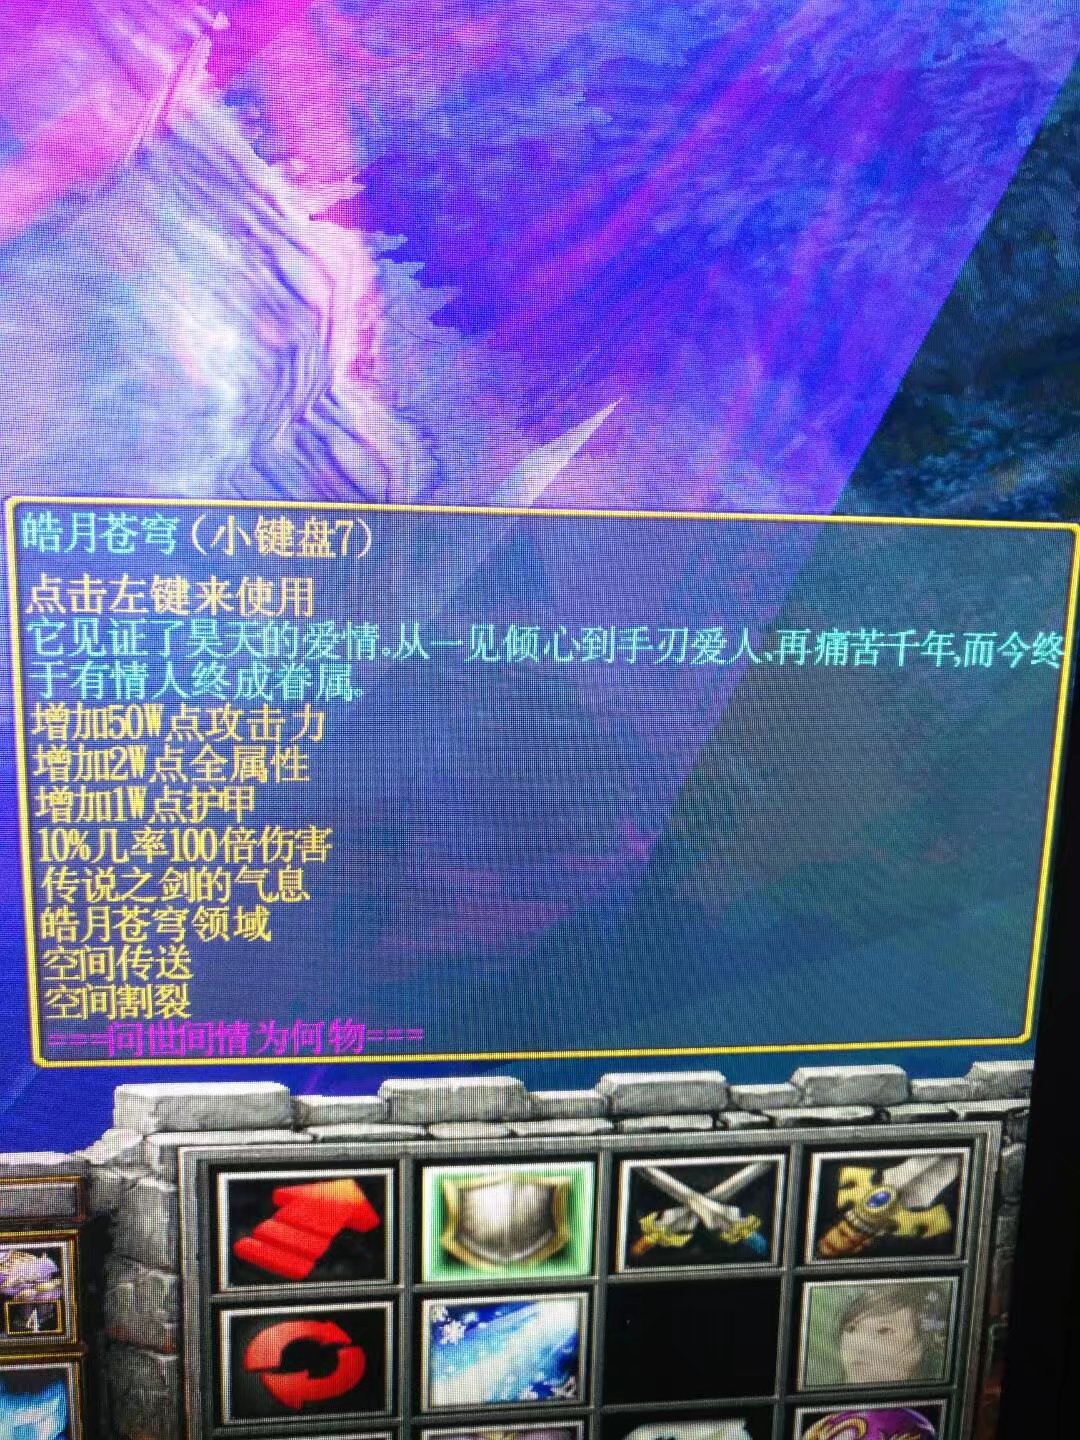 皓月苍穹(小键盘7)
点击左键来使用
它见证了昊天的爱情。从一见倾心到手刃爱人、再痛苦千年,而今终
于有情人终成眷属。
增加50W点攻击力
增加2W点全属性
增加1W点护甲
10%几率100倍伤害
传说之剑的气息
皓月苍穹领域
空间传送
空间割裂
===问世间情为何物===
4